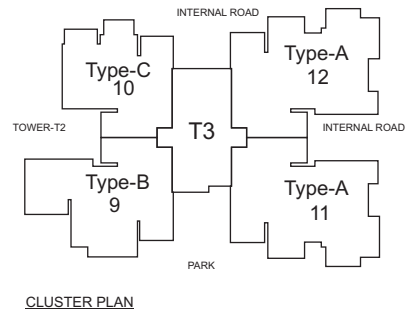 INTERNAL ROAD
Type-C
10
Type-A
12
TOWER-T2
T3
INTERNAL ROAD
Type-B
9
Type-A
11
PARK
CLUSTER PLAN